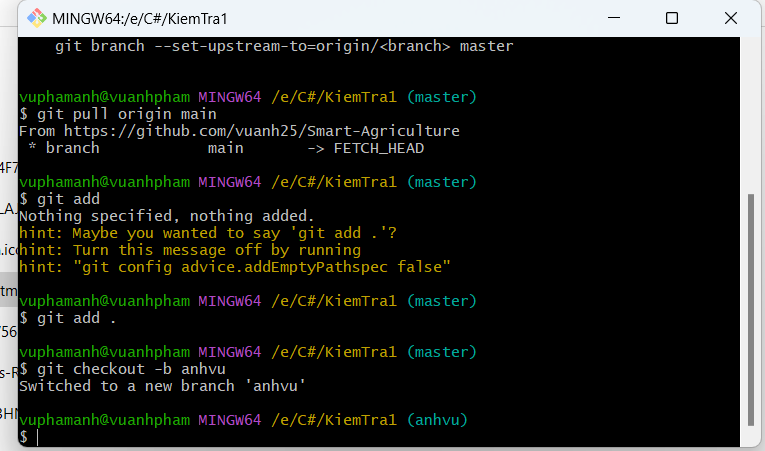 MINGW64:/e/C#/KiemTra1
git branch --set-upstream-to=origin/<branch> master
vuphamanh@vuanhpham MINGW64 /e/C#/KiemTra1 (master)
$ git pull origin main
From https://github.com/vuanh25/Smart-Agriculture
* branch main -> FETCH_HEAD
vuphamanh@vuanhpham MINGW64 /e/C#/KiemTra1 (master)
$ git add
Nothing specified, nothing added.
hint: Maybe you wanted to say 'git add .'?
hint: Turn this message off by running
hint: "git config advice.addEmptyPathspec false"
vuphamanh@vuanhpham MINGW64 /e/C#/KiemTra1 (master)
$ git add .
vuphamanh@vuanhpham MINGW64 /e/C#/KiemTra1 (master)
$ git checkout -b anhvu
Switched to a new branch 'anhvu'
vuphamanh@vuanhpham MINGW64 /e/C#/KiemTra1 (anhvu)
$